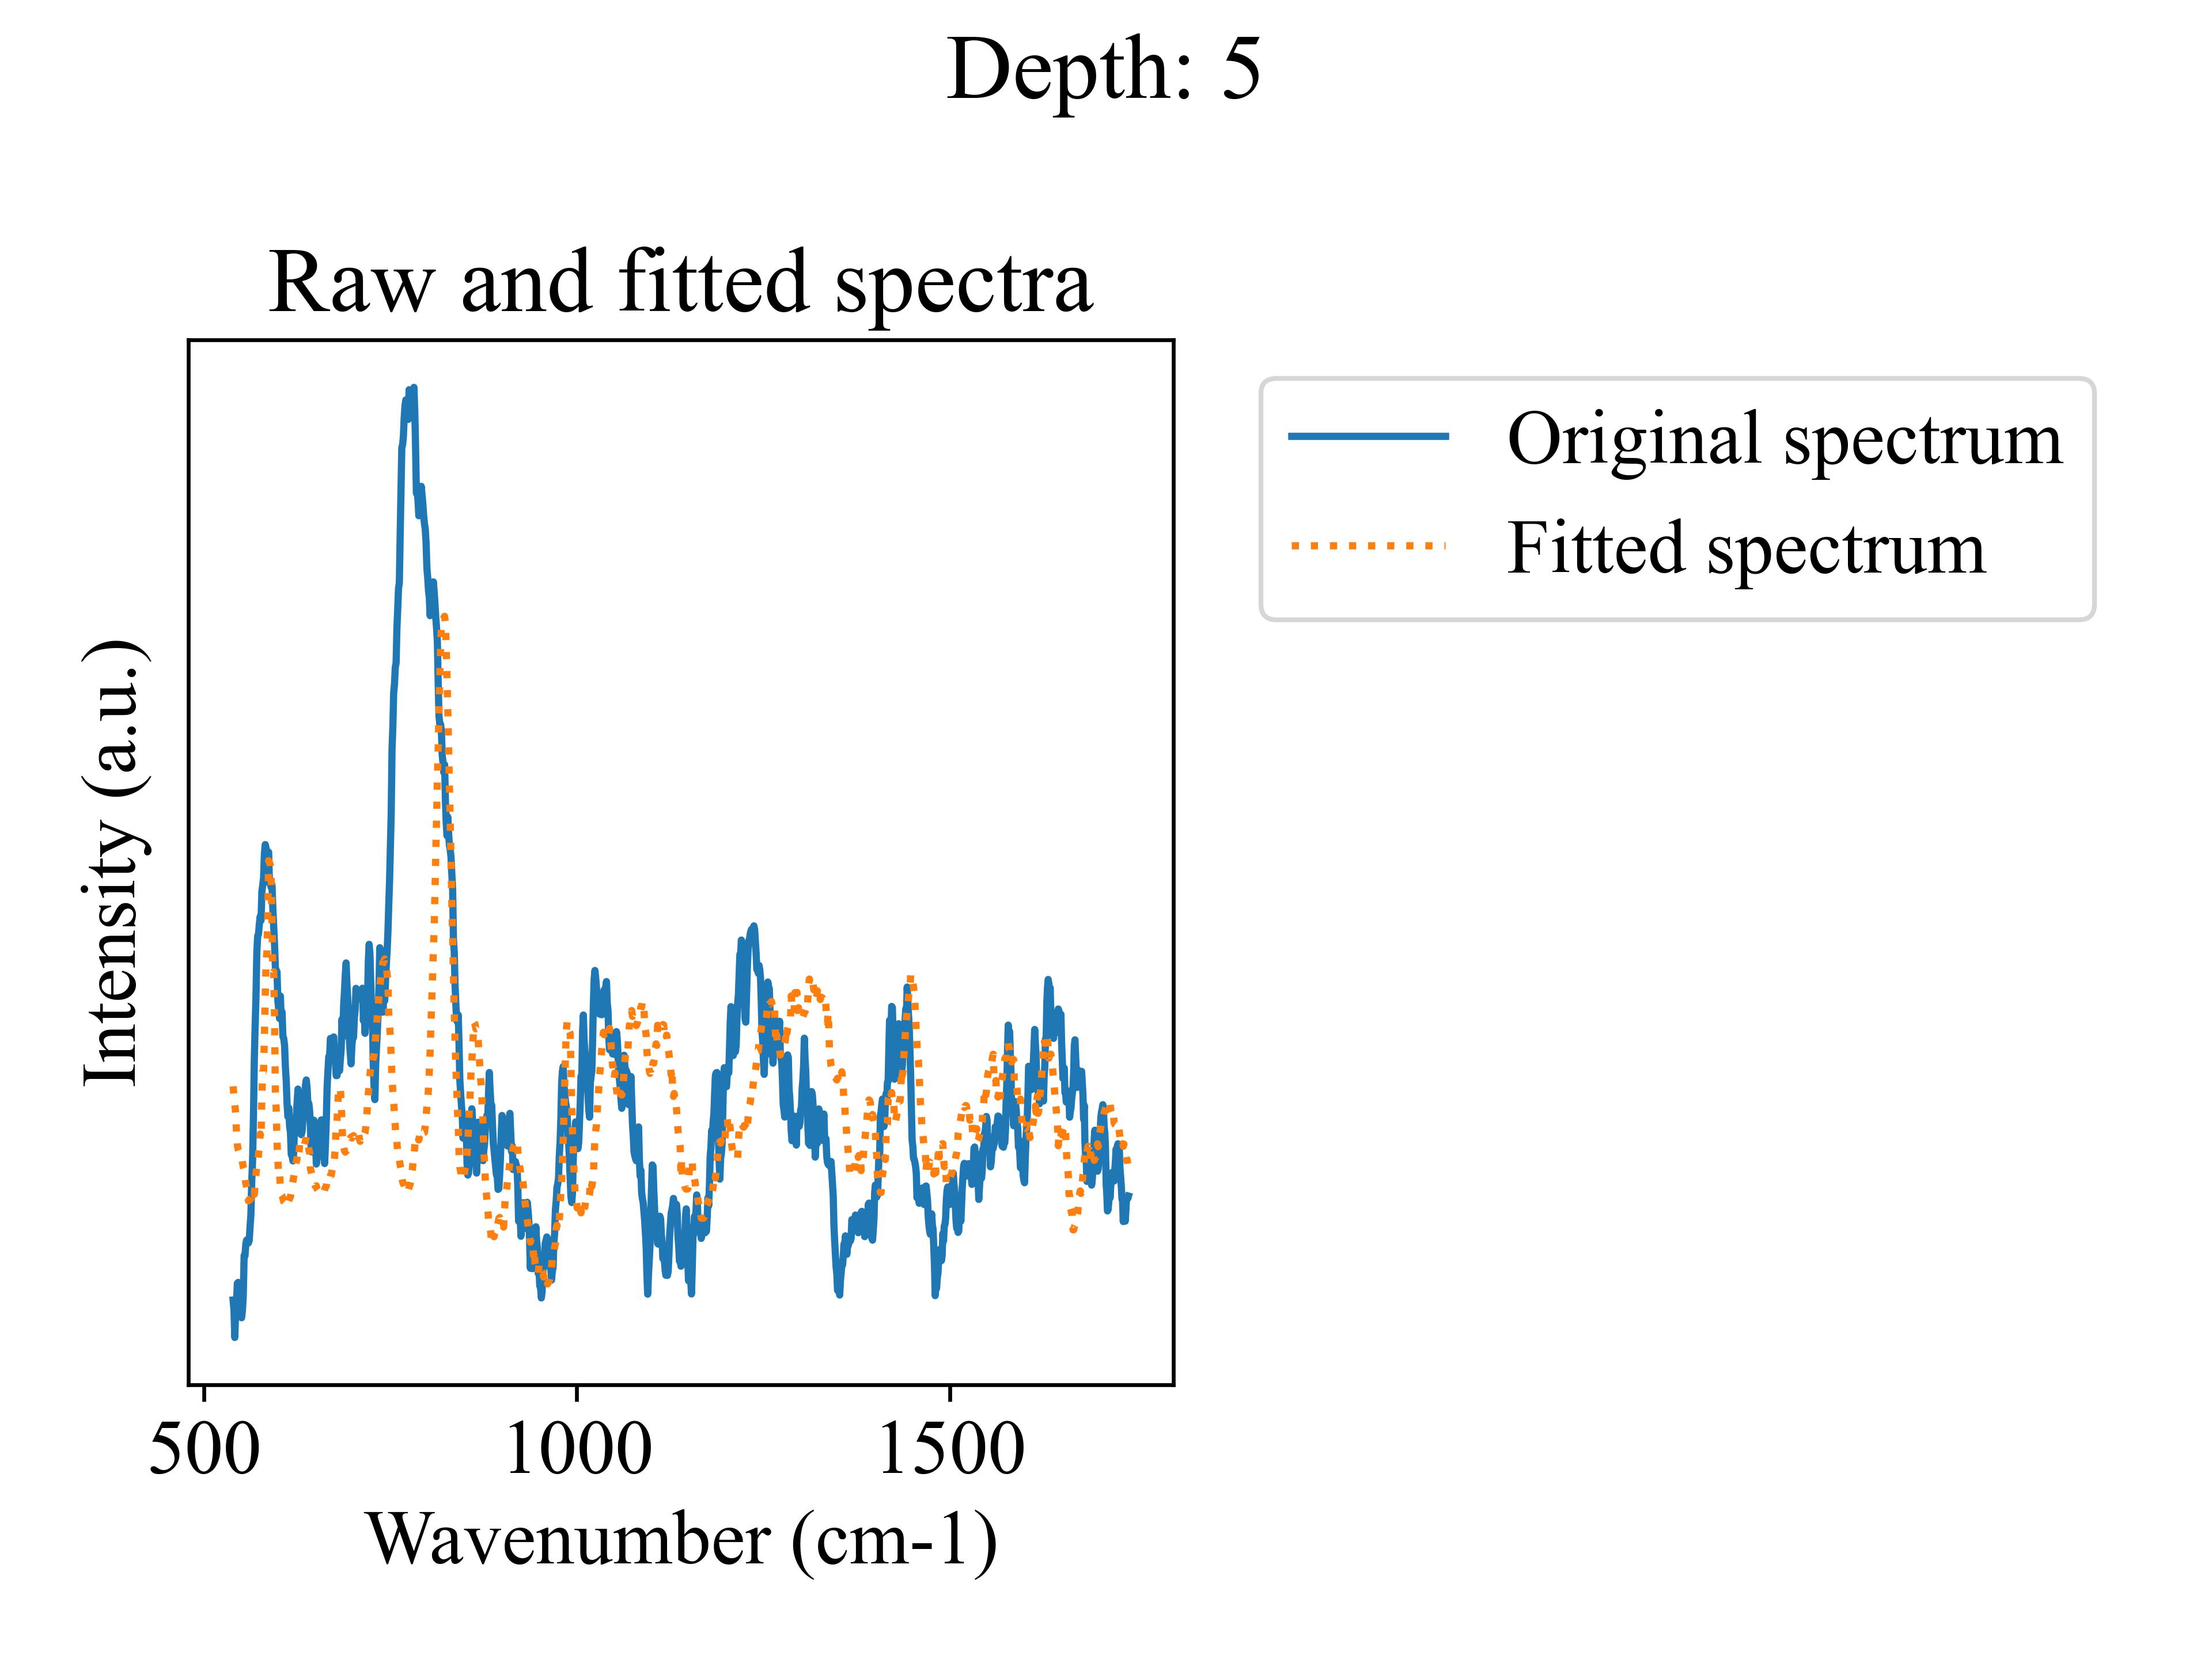 Depth: 5
Raw and fitted spectra
Original spectrum
Fitted spectrum
Intensity (a.u.)
500 1000 1500
Wavenumber (cm-1)